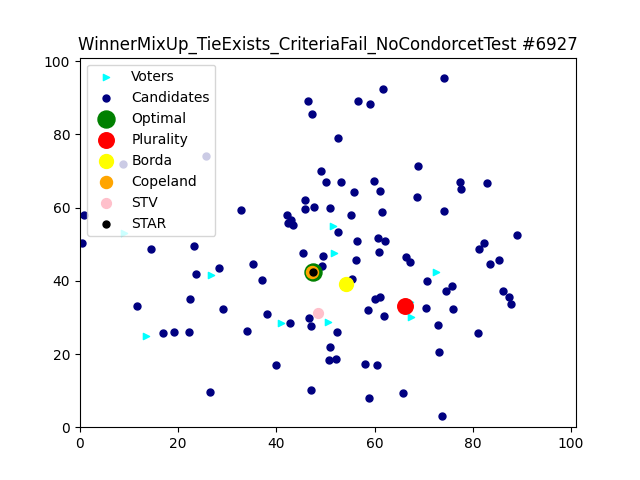 WinnerMixUp_TieExists_CriteriaFail_NoCondorcetTest #6927
100
80
60
40
20
0
Voters
Candidates
Optimal
Plurality
Borda
Copeland
STV
STAR
0 20 40 60 80 100